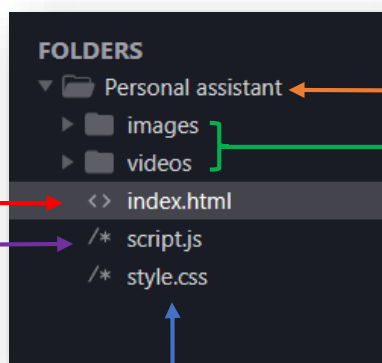 FOLDERS
Personal assistant
images
videos
<> index.html
/* script.js
/* style.css